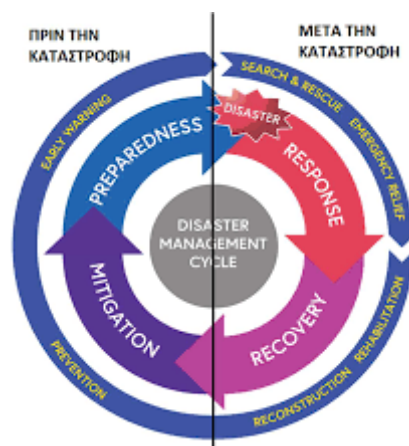 ΠΡΙΝ ΤΗΝ
ΚΑΤΑΣΤΡΟΦΗ
ΜΕΤΑ ΤΗΝ
ΚΑΤΑΣΤΡΟΦΗ
EARLY WARNING
SEARCH & RESCUE
EMERGENCY RELIEF
PREPAREDNESS
DISASTER
RESPONSE
DISASTER
MANAGEMENT
CYCLE
MITIGATION
RECOVERY
PREVENTION
RECONSTRUCTION
REHABILITATION